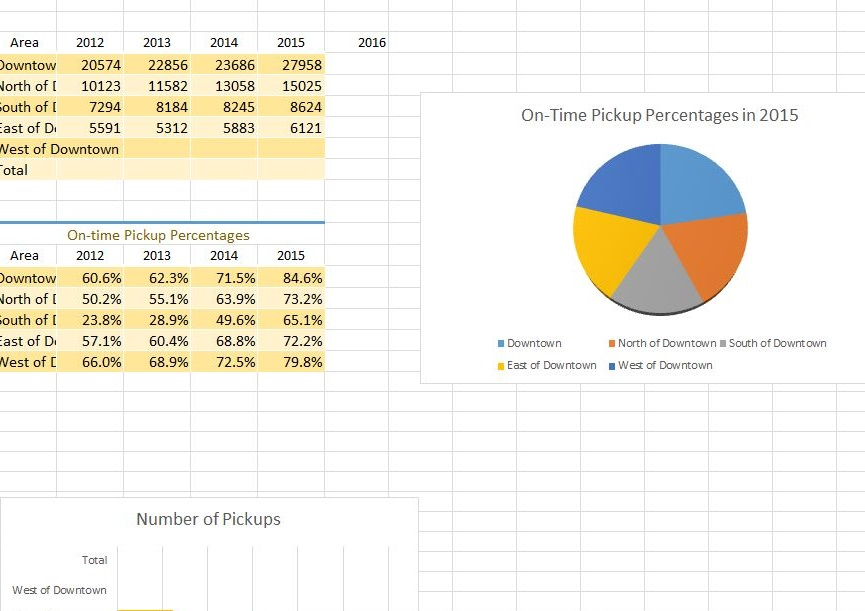 Area 2012 2013 2014 2015 2016
Downtow 20574 22856 23686 27958
North of D 10123 11582 13058 15025
South of D 7294 8184 8245 8624
East of Do 5591 5312 5883 6121
West of Downtown
Total
On-time Pickup Percentages
Area 2012 2013 2014 2015
Downtow 60.6% 62.3% 71.5% 84.6%
North of D 50.2% 55.1% 63.9% 73.2%
South of D 23.8% 28.9% 49.6% 65.1%
East of Do 57.1% 60.4% 68.8% 72.2%
West of D 66.0% 68.9% 72.5% 79.8%
On-Time Pickup Percentages in 2015
Downtown North of Downtown South of Downtown
East of Downtown West of Downtown
Number of Pickups
Total
West of Downtown